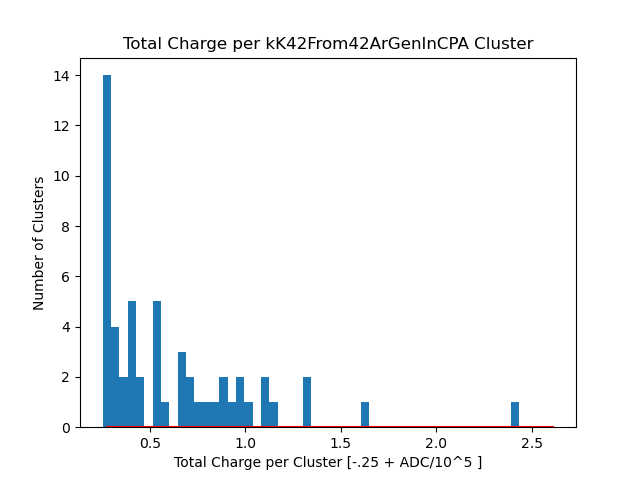 Total Charge per kK42From42ArGenInCPA Cluster
14
12
10
8
6
4
2
0
Number of Clusters
0.5 1.0 1.5 2.0 2.5
Total Charge per Cluster [-.25 + ADC/10^5 ]